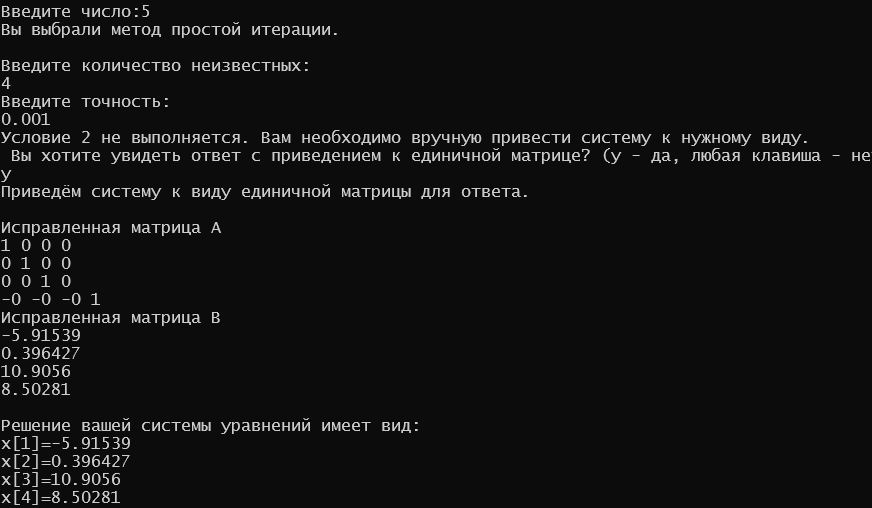 Введите число:5
Вы выбрали метод простой итерации.
Введите количество неизвестных:
4
Введите точность:
0.001
Условие 2 не выполняется. Вам необходимо вручную привести систему к нужному виду.
Вы хотите увидеть ответ с приведением к единичной матрице? (y - да, любая клавиша - не
y
Приведём систему к виду единичной матрицы для ответа.
Исправленная матрица A
1 0 0 0
0 1 0 0
0 0 1 0
-0 -0 -0 1
Исправленная матрица B
-5.91539
0.396427
10.9056
8.50281
Решение вашей системы уравнений имеет вид:
x[1]=-5.91539
x[2]=0.396427
x[3]=10.9056
x[4]=8.50281